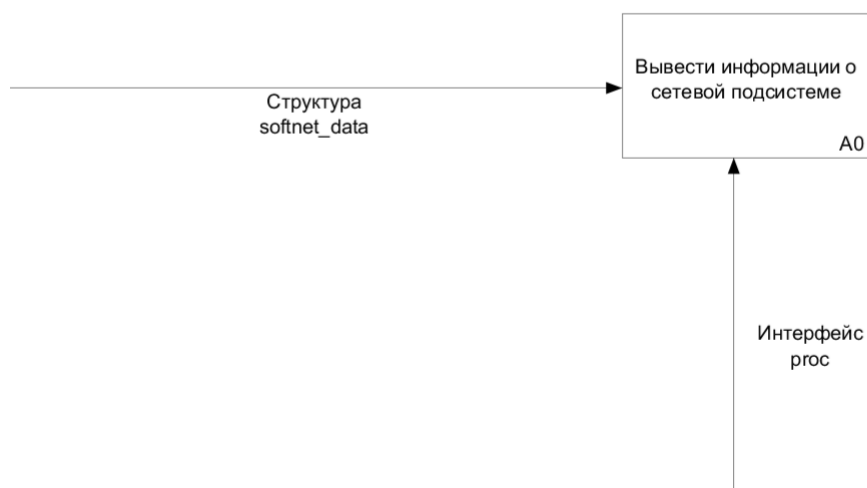 Вывести информации о
сетевой подсистеме
A0
Структура
softnet_data
Интерфейс
proc